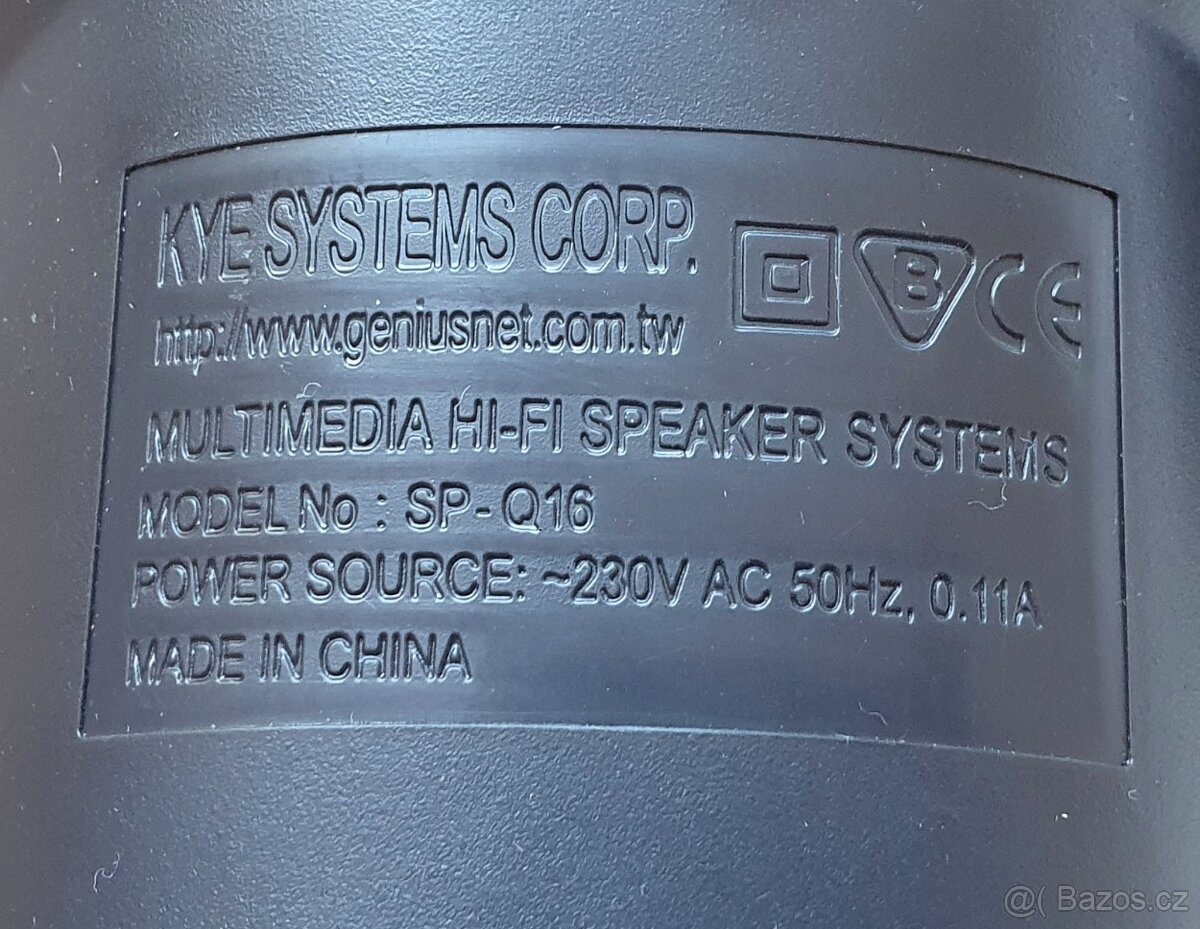 KYE SYSTEMS CORP.
B CE
http://www.geniusnet.com.tw
MULTIMEDIA HI-FI SPEAKER SYSTEMS
MODEL No : SP-Q16
POWER SOURCE: ~230V AC 50Hz, 0.11A
MADE IN CHINA
@( Bazos.cz